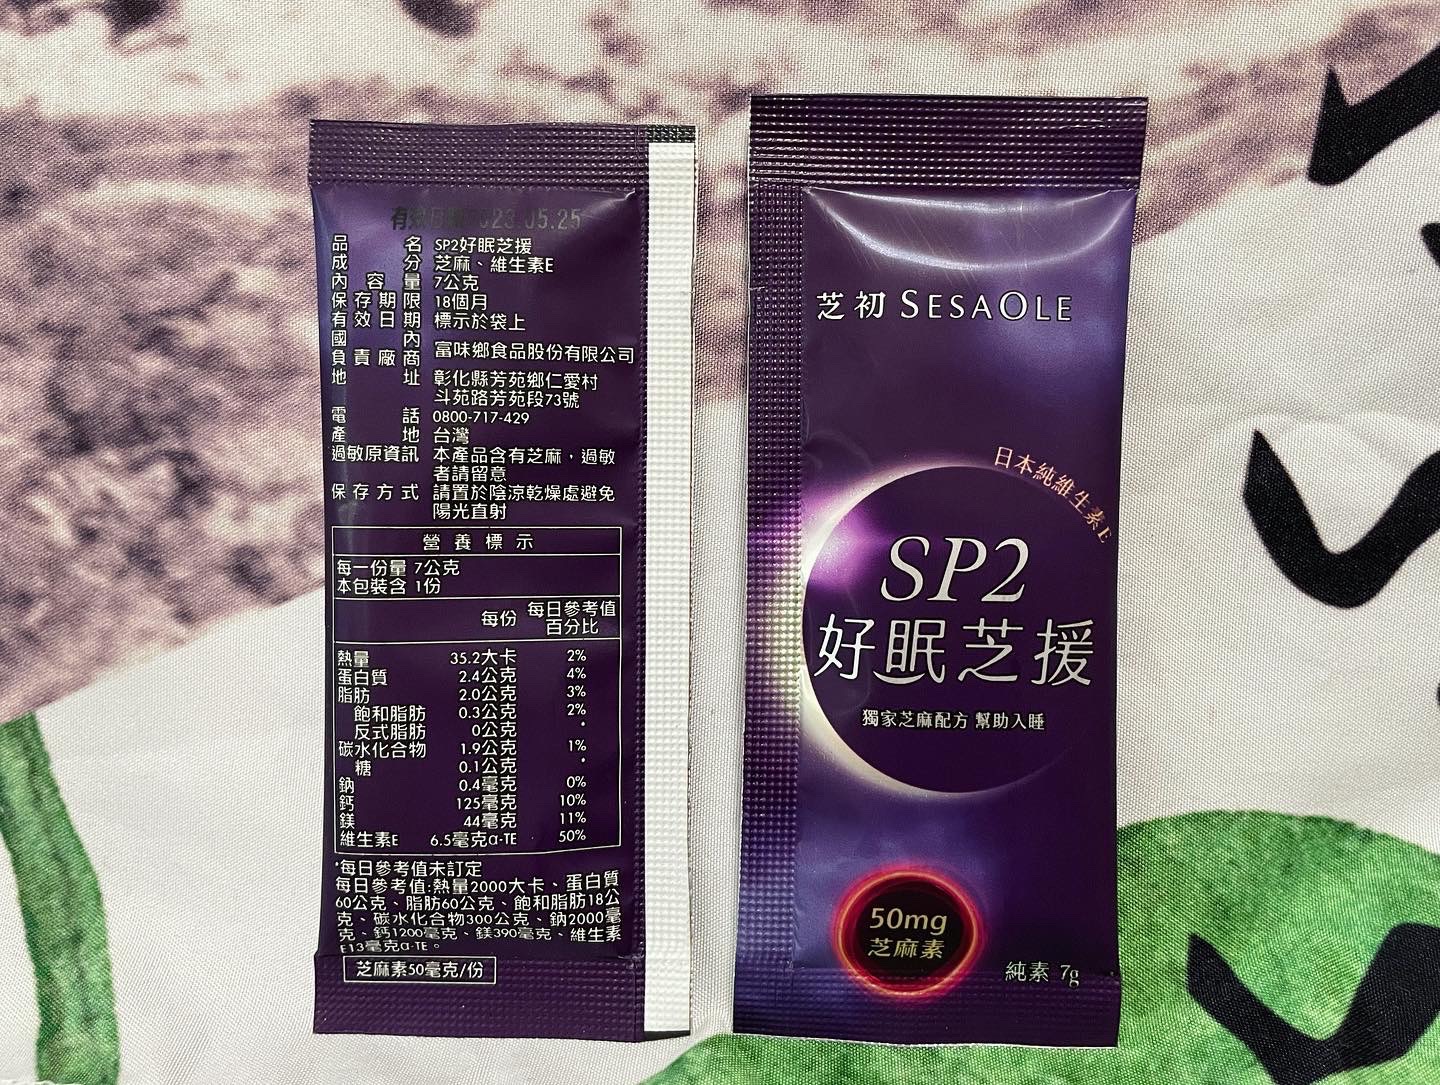 有效日期 2023.05.25
品名 SP2好眠芝援
成分 芝麻、維生素E
內容量 7公克
保存期限 18個月
有效日期 標示於袋上
國內
負責廠商 富味鄉食品股份有限公司
地址 彰化縣芳苑鄉仁愛村
斗苑路芳苑段73號
電話 0800-717-429
產地 台灣
過敏原資訊 本產品含有芝麻，過敏
者請留意
保存方式 請置於陰涼乾燥處避免
陽光直射
營養標示
每一份量 7公克
本包裝含 1份
每份 每日參考值
百分比
熱量 35.2大卡 2%
蛋白質 2.4公克 4%
脂肪 2.0公克 3%
飽和脂肪 0.3公克 2%
反式脂肪 0公克 *
碳水化合物 1.9公克 1%
糖 0.1公克 *
鈉 0.4毫克 0%
鈣 125毫克 10%
鎂 44毫克 11%
維生素E 6.5毫克α-TE 50%
*每日參考值未訂定
每日參考值:熱量2000大卡、蛋白質
60公克、脂肪60公克、飽和脂肪18公
克、碳水化合物300公克、鈉2000毫
克、鈣1200毫克、鎂390毫克、維生素
E13毫克α-TE。
芝麻素50毫克/份
芝初 SESAOLE
日本純維生素E
SP2
好眠芝援
獨家芝麻配方 幫助入睡
50mg
芝麻素
純素 7g